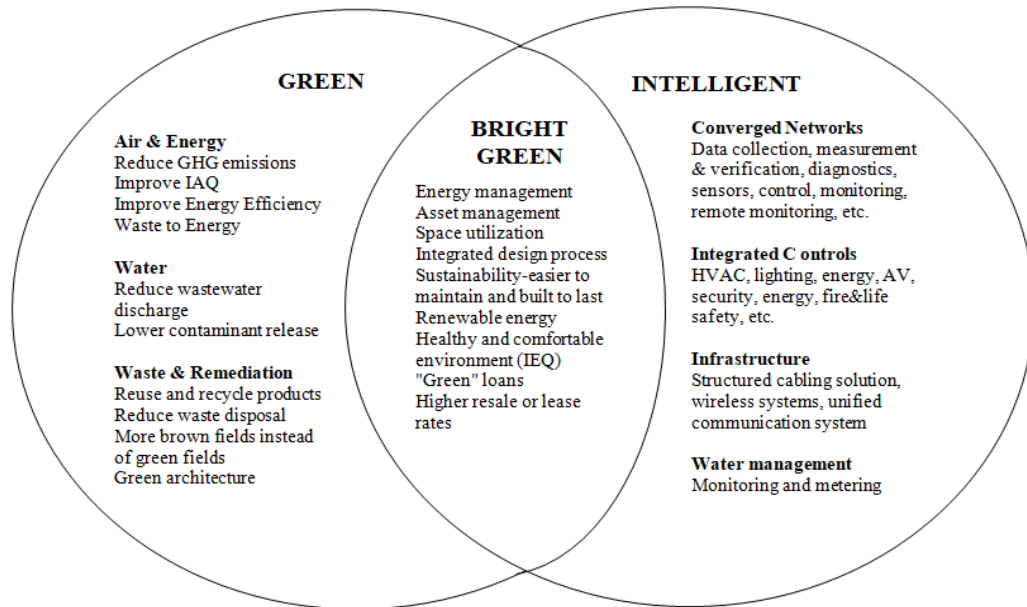 GREEN
Air & Energy
Reduce GHG emissions
Improve IAQ
Improve Energy Efficiency
Waste to Energy
Water
Reduce wastewater
discharge
Lower contaminant release
Waste & Remediation
Reuse and recycle products
Reduce waste disposal
More brown fields instead
of green fields
Green architecture
BRIGHT
GREEN
Energy management
Asset management
Space utilization
Integrated design process
Sustainability-easier to
maintain and built to last
Renewable energy
Healthy and comfortable
environment (IEQ)
"Green" loans
Higher resale or lease
rates
INTELLIGENT
Converged Networks
Data collection, measurement
& verification, diagnostics,
sensors, control, monitoring,
remote monitoring, etc.
Integrated C ontrols
HVAC, lighting, energy, AV,
security, energy, fire&life
safety, etc.
Infrastructure
Structured cabling solution,
wireless systems, unified
communication system
Water management
Monitoring and metering